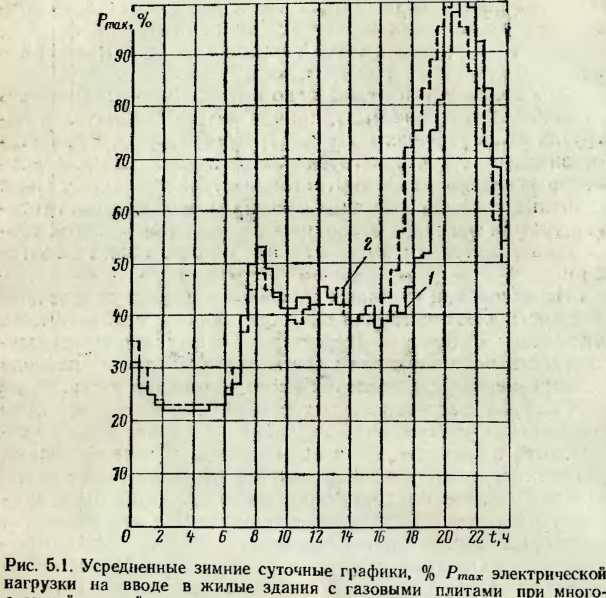 Pmax, %
90
80
70
60
50
40
30
20
10
2
1
0 2 4 6 8 10 12 14 16 18 20 22 t, ч
Рис. 5.1. Усредненные зимние суточные графики, % Pmax электрической
нагрузки на вводе в жилые здания с газовыми плитами при много-